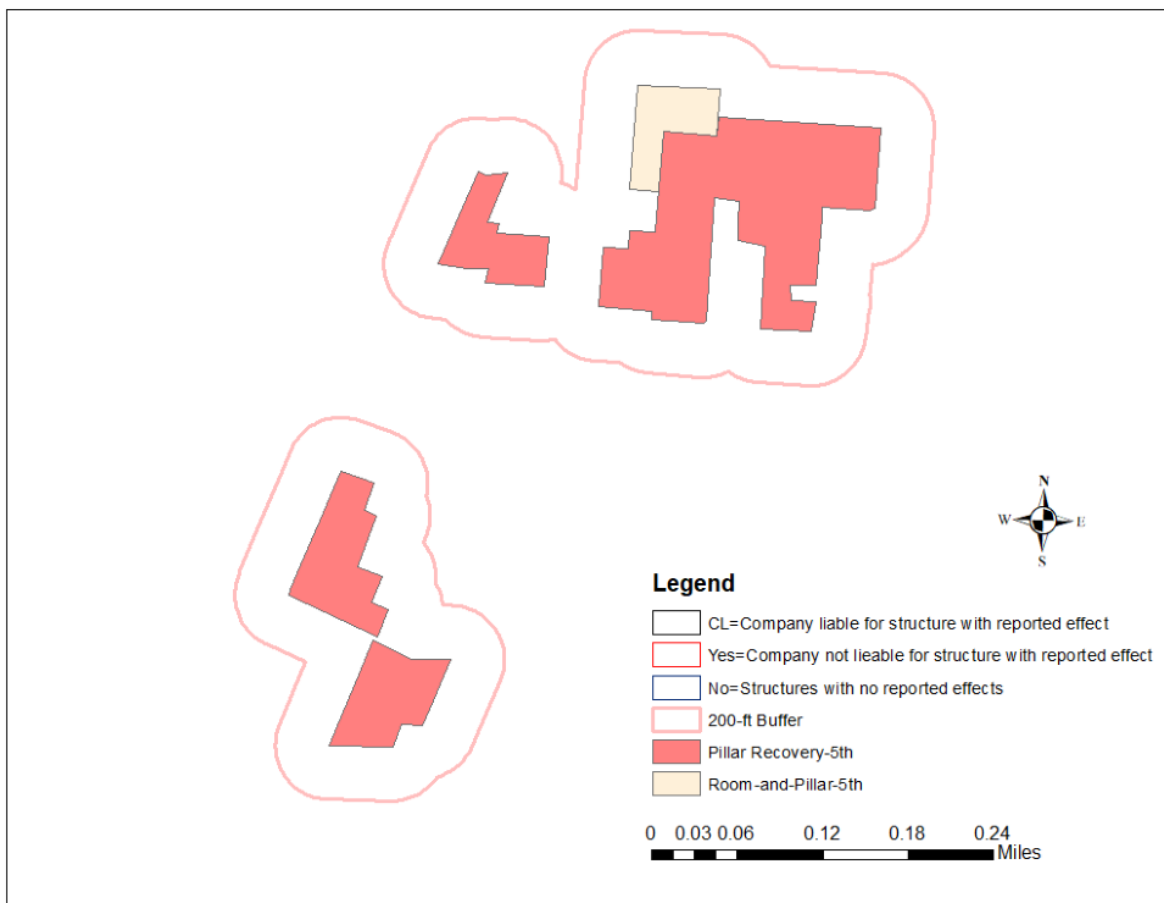 N
W E
S
Legend
CL=Company liable for structure with reported effect
Yes=Company not lieable for structure with reported effect
No=Structures with no reported effects
200-ft Buffer
Pillar Recovery-5th
Room-and-Pillar-5th
0 0.03 0.06 0.12 0.18 0.24
Miles